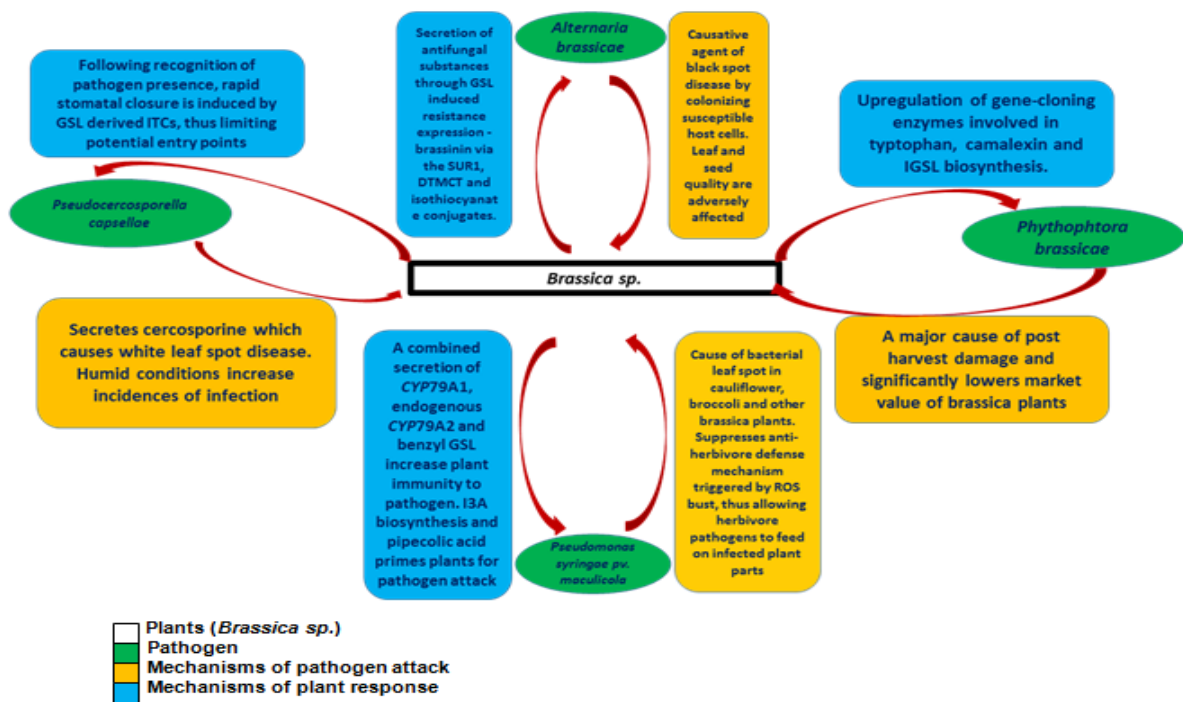 Following recognition of
pathogen presence, rapid
stomatal closure is induced by
GSL derived ITCs, thus limiting
potential entry points
Pseudocercosporella
capsellae
Secretes cercosporine which
causes white leaf spot disease.
Humid conditions increase
incidences of infection
Secretion of
antifungal
substances
through GSL
induced
resistance
expression -
brassinin via
the SUR1,
DTMCT and
isothiocyanat
e conjugates.
Alternaria
brassicae
Causative
agent of
black spot
disease by
colonizing
susceptible
host cells.
Leaf and
seed
quality are
adversely
affected
Upregulation of gene-cloning
enzymes involved in
typtophan, camalexin and
IGSL biosynthesis.
Phythophtora
brassicae
A major cause of post
harvest damage and
significantly lowers market
value of brassica plants
Brassica sp.
A combined
secretion of
CYP79A1,
endogenous
CYP79A2 and
benzyl GSL
increase plant
immunity to
pathogen. I3A
biosynthesis and
pipecolic acid
primes plants for
pathogen attack
Pseudomonas
syringae pv.
maculicola
Cause of bacterial
leaf spot in
cauliflower,
broccoli and other
brassica plants.
Suppresses anti-
herbivore defense
mechanism
triggered by ROS
bust, thus allowing
herbivore
pathogens to feed
on infected plant
parts
Plants (Brassica sp.)
Pathogen
Mechanisms of pathogen attack
Mechanisms of plant response